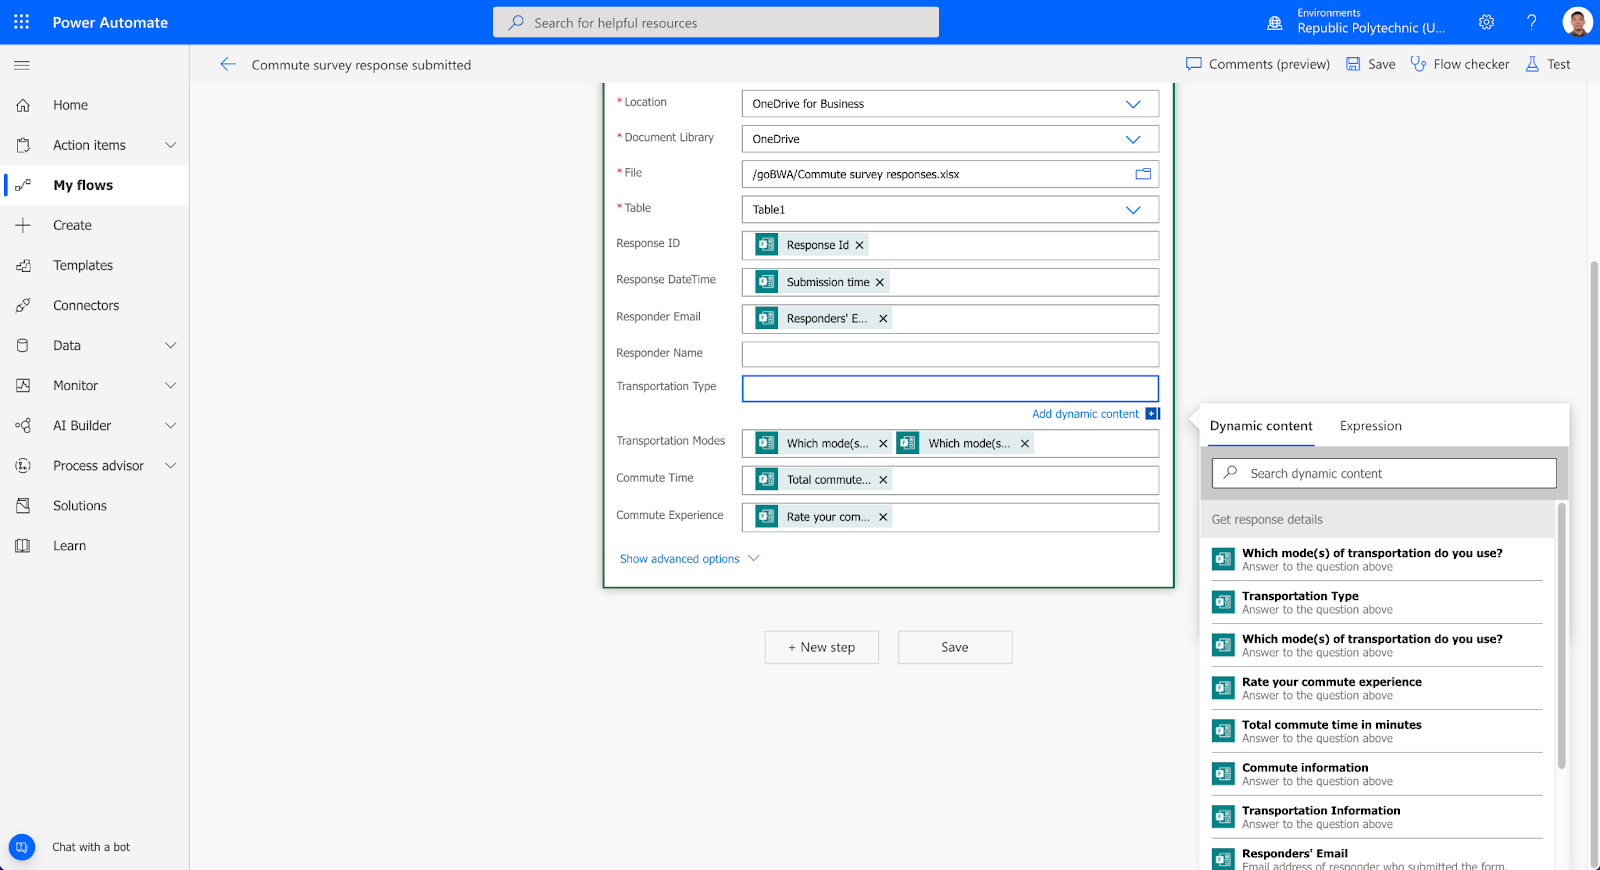 Power Automate
Search for helpful resources
Environments
Republic Polytechnic (U...
?
Commute survey response submitted
Comments (preview)
Save
Flow checker
Test
Home
Action items
My flows
Create
Templates
Connectors
Data
Monitor
AI Builder
Process advisor
Solutions
Learn
Chat with a bot
* Location
OneDrive for Business
* Document Library
OneDrive
* File
/goBWA/Commute survey responses.xlsx
* Table
Table1
Response ID
Response Id ×
Response DateTime
Submission time ×
Responder Email
Responders' E... ×
Responder Name
Transportation Type
Add dynamic content
Transportation Modes
Which mode(s... × Which mode(s... ×
Commute Time
Total commute... ×
Commute Experience
Rate your com... ×
Show advanced options
+ New step
Save
Dynamic content
Expression
Search dynamic content
Get response details
Which mode(s) of transportation do you use?
Answer to the question above
Transportation Type
Answer to the question above
Which mode(s) of transportation do you use?
Answer to the question above
Rate your commute experience
Answer to the question above
Total commute time in minutes
Answer to the question above
Commute information
Answer to the question above
Transportation Information
Answer to the question above
Responders' Email
Email address of responder who submitted the form.